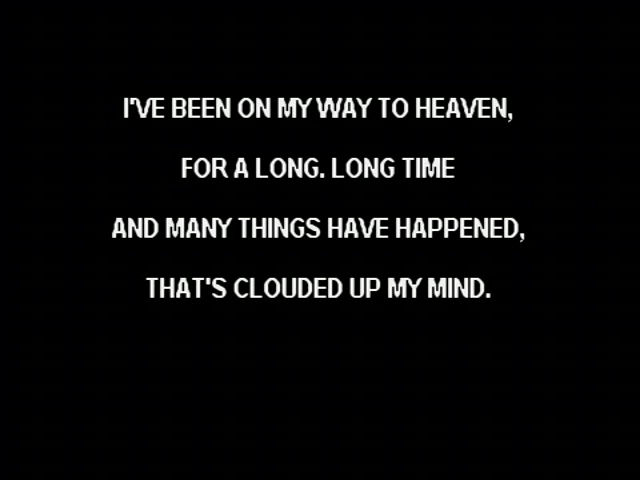 I'VE BEEN ON MY WAY TO HEAVEN,
FOR A LONG. LONG TIME
AND MANY THINGS HAVE HAPPENED,
THAT'S CLOUDED UP MY MIND.